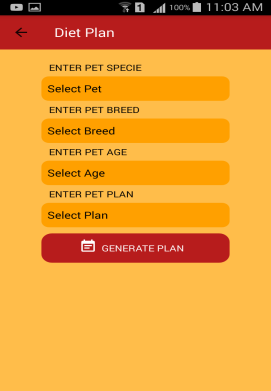 100% 11:03 AM
Diet Plan
ENTER PET SPECIE
Select Pet
ENTER PET BREED
Select Breed
ENTER PET AGE
Select Age
ENTER PET PLAN
Select Plan
GENERATE PLAN